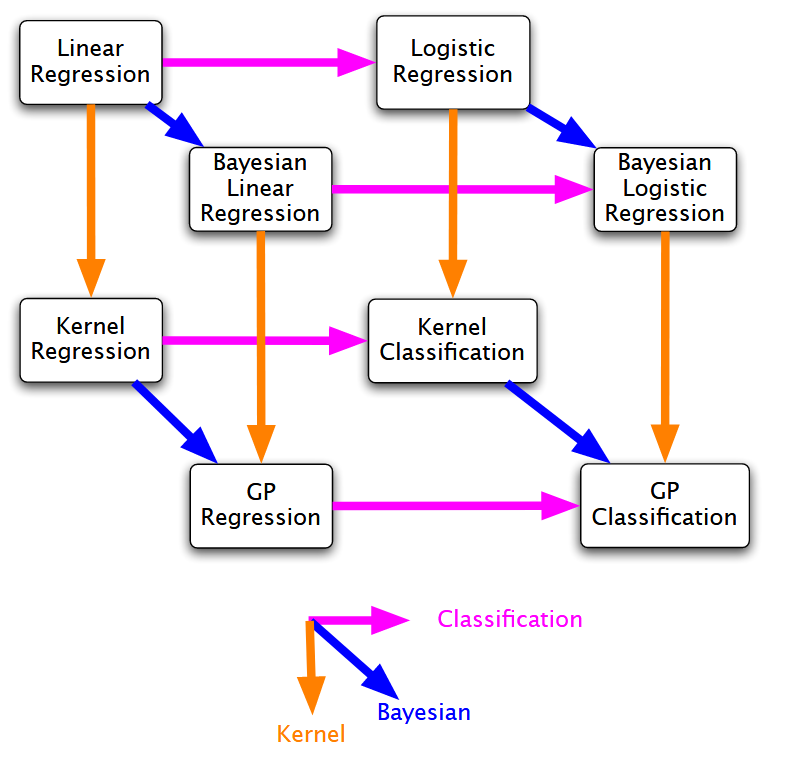 Linear
Regression
Logistic
Regression
Bayesian
Linear
Regression
Bayesian
Logistic
Regression
Kernel
Regression
Kernel
Classification
GP
Regression
GP
Classification
Classification
Bayesian
Kernel